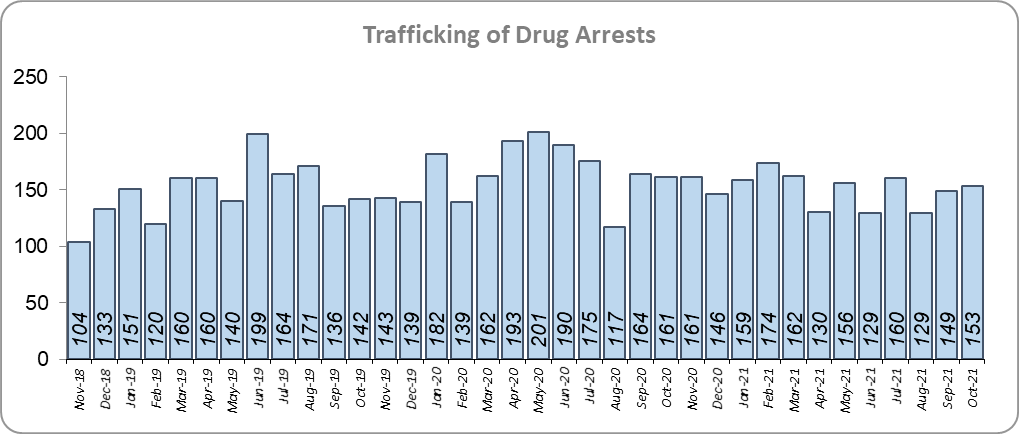 Trafficking of Drug Arrests
250
200
150
100
50
0
104 133 151 120 160 160 140 199 164 171 136 142 143 139 182 139 162 193 201 190 175 117 164 161 161 146 159 174 162 130 156 129 160 129 149 153
Nov-18 Dec-18 Jan-19 Feb-19 Mar-19 Apr-19 May-19 Jun-19 Jul-19 Aug-19 Sep-19 Oct-19 Nov-19 Dec-19 Jan-20 Feb-20 Mar-20 Apr-20 May-20 Jun-20 Jul-20 Aug-20 Sep-20 Oct-20 Nov-20 Dec-20 Jan-21 Feb-21 Mar-21 Apr-21 May-21 Jun-21 Jul-21 Aug-21 Sep-21 Oct-21